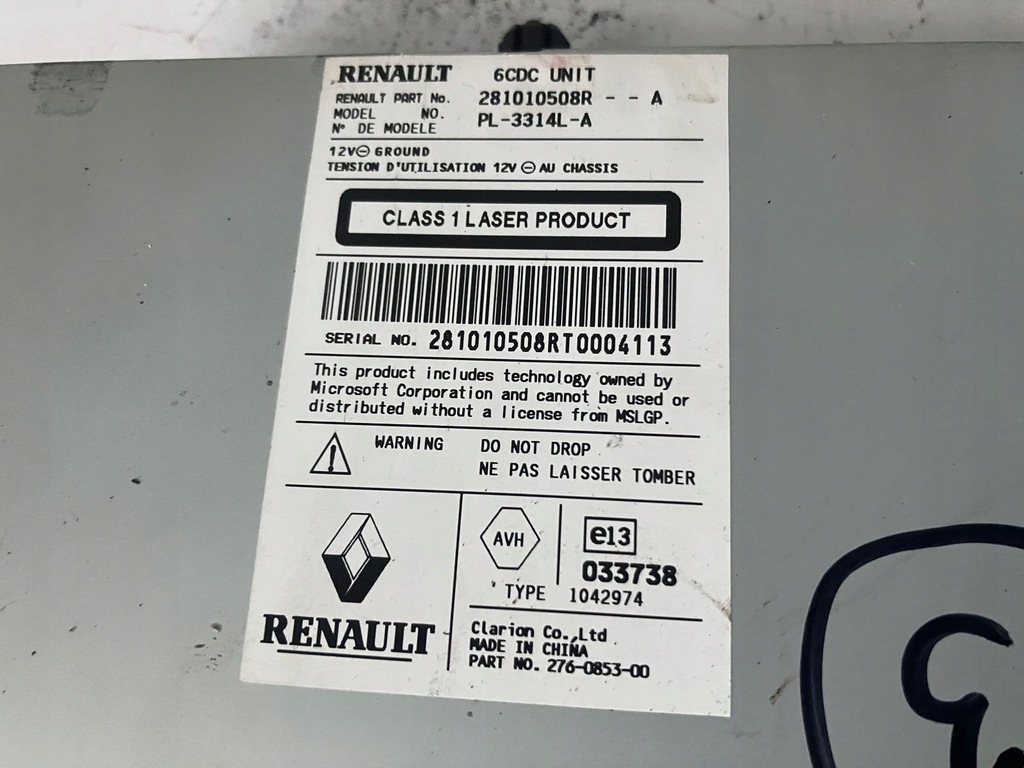 RENAULT 6CDC UNIT
RENAULT PART No. 281010508R - - A
MODEL NO. PL-3314L-A
N° DE MODELE
12V⊖ GROUND
TENSION D'UTILISATION 12V ⊖ AU CHASSIS
CLASS 1 LASER PRODUCT
SERIAL NO. 281010508RT0004113
This product includes technology owned by
Microsoft Corporation and cannot be used or
distributed without a license from MSLGP.
WARNING DO NOT DROP
NE PAS LAISSER TOMBER
AVH
e13
033738
TYPE 1042974
RENAULT
Clarion Co.,Ltd
MADE IN CHINA
PART NO. 276-0853-00